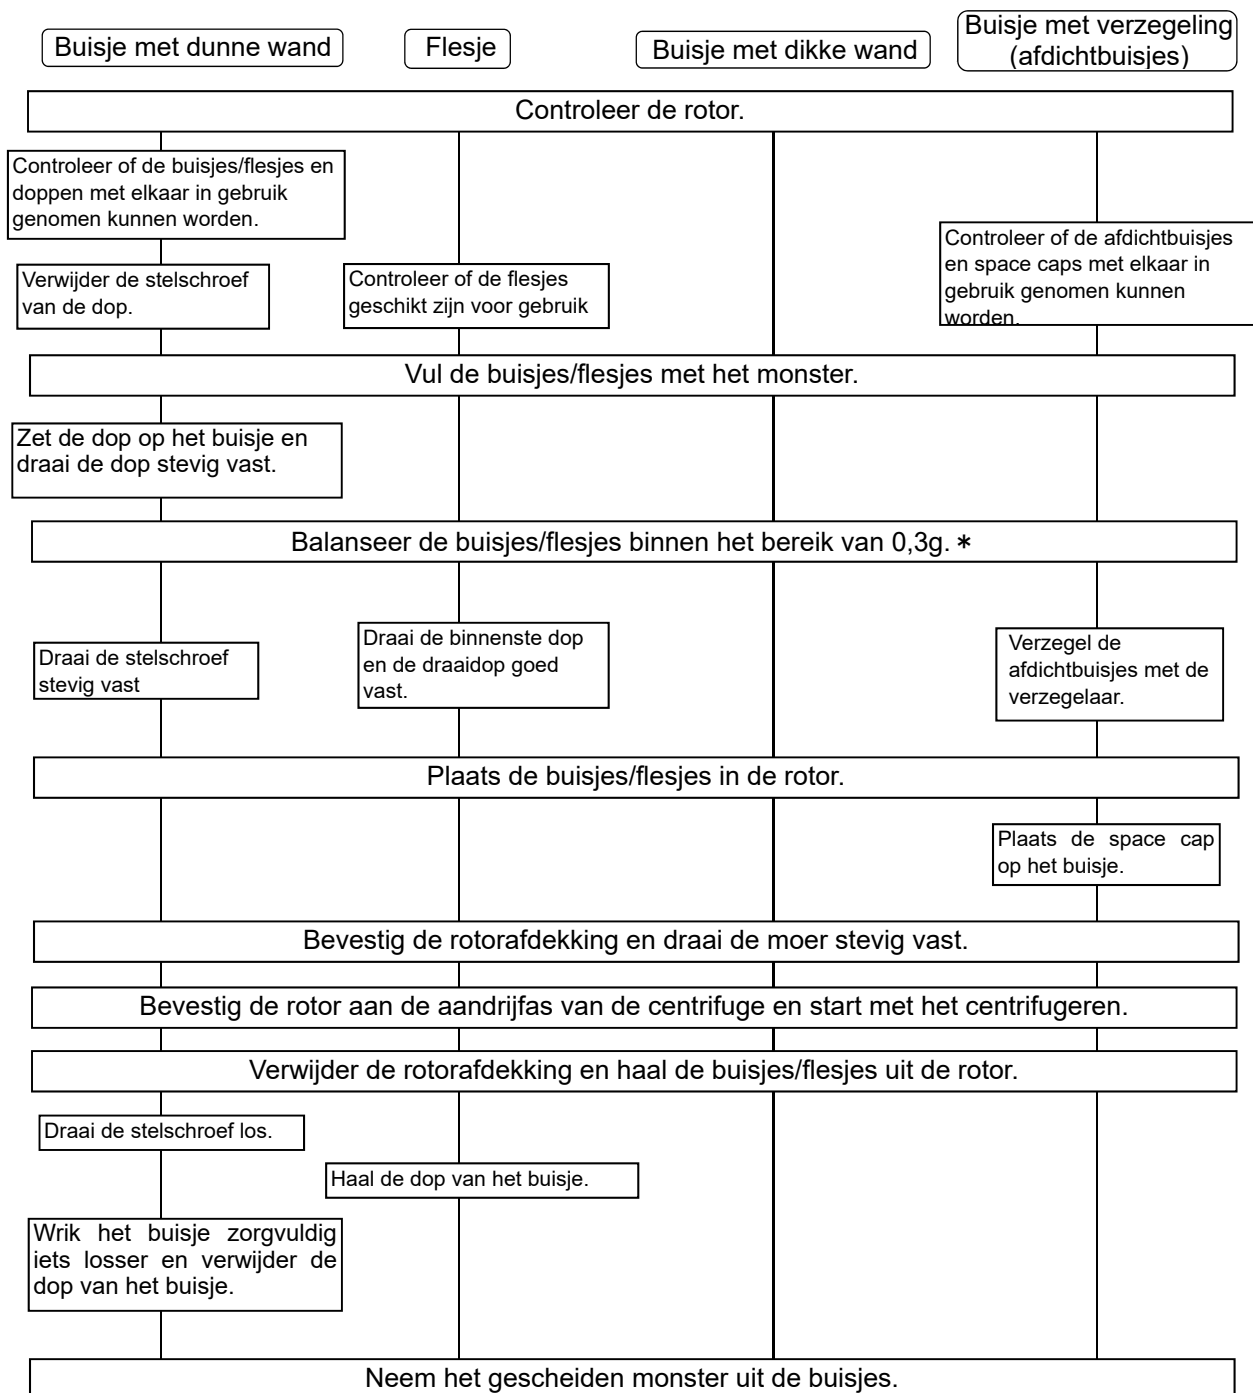 Buisje met dunne wand
Flesje
Buisje met dikke wand
Buisje met verzegeling
(afdichtbuisjes)
Controleer de rotor.
Controleer of de buisjes/flesjes en
doppen met elkaar in gebruik
genomen kunnen worden.
Verwijder de stelschroef
van de dop.
Controleer of de flesjes
geschikt zijn voor gebruik
Controleer of de afdichtbuisjes
en space caps met elkaar in
gebruik genomen kunnen
worden.
Vul de buisjes/flesjes met het monster.
Zet de dop op het buisje en
draai de dop stevig vast.
Balanseer de buisjes/flesjes binnen het bereik van 0,3g. *
Draai de stelschroef
stevig vast
Draai de binnenste dop
en de draaidop goed
vast.
Verzegel de
afdichtbuisjes met de
verzegelaar.
Plaats de buisjes/flesjes in de rotor.
Plaats de space cap
op het buisje.
Bevestig de rotorafdekking en draai de moer stevig vast.
Bevestig de rotor aan de aandrijfas van de centrifuge en start met het centrifugeren.
Verwijder de rotorafdekking en haal de buisjes/flesjes uit de rotor.
Draai de stelschroef los.
Haal de dop van het buisje.
Wrik het buisje zorgvuldig
iets losser en verwijder de
dop van het buisje.
Neem het gescheiden monster uit de buisjes.